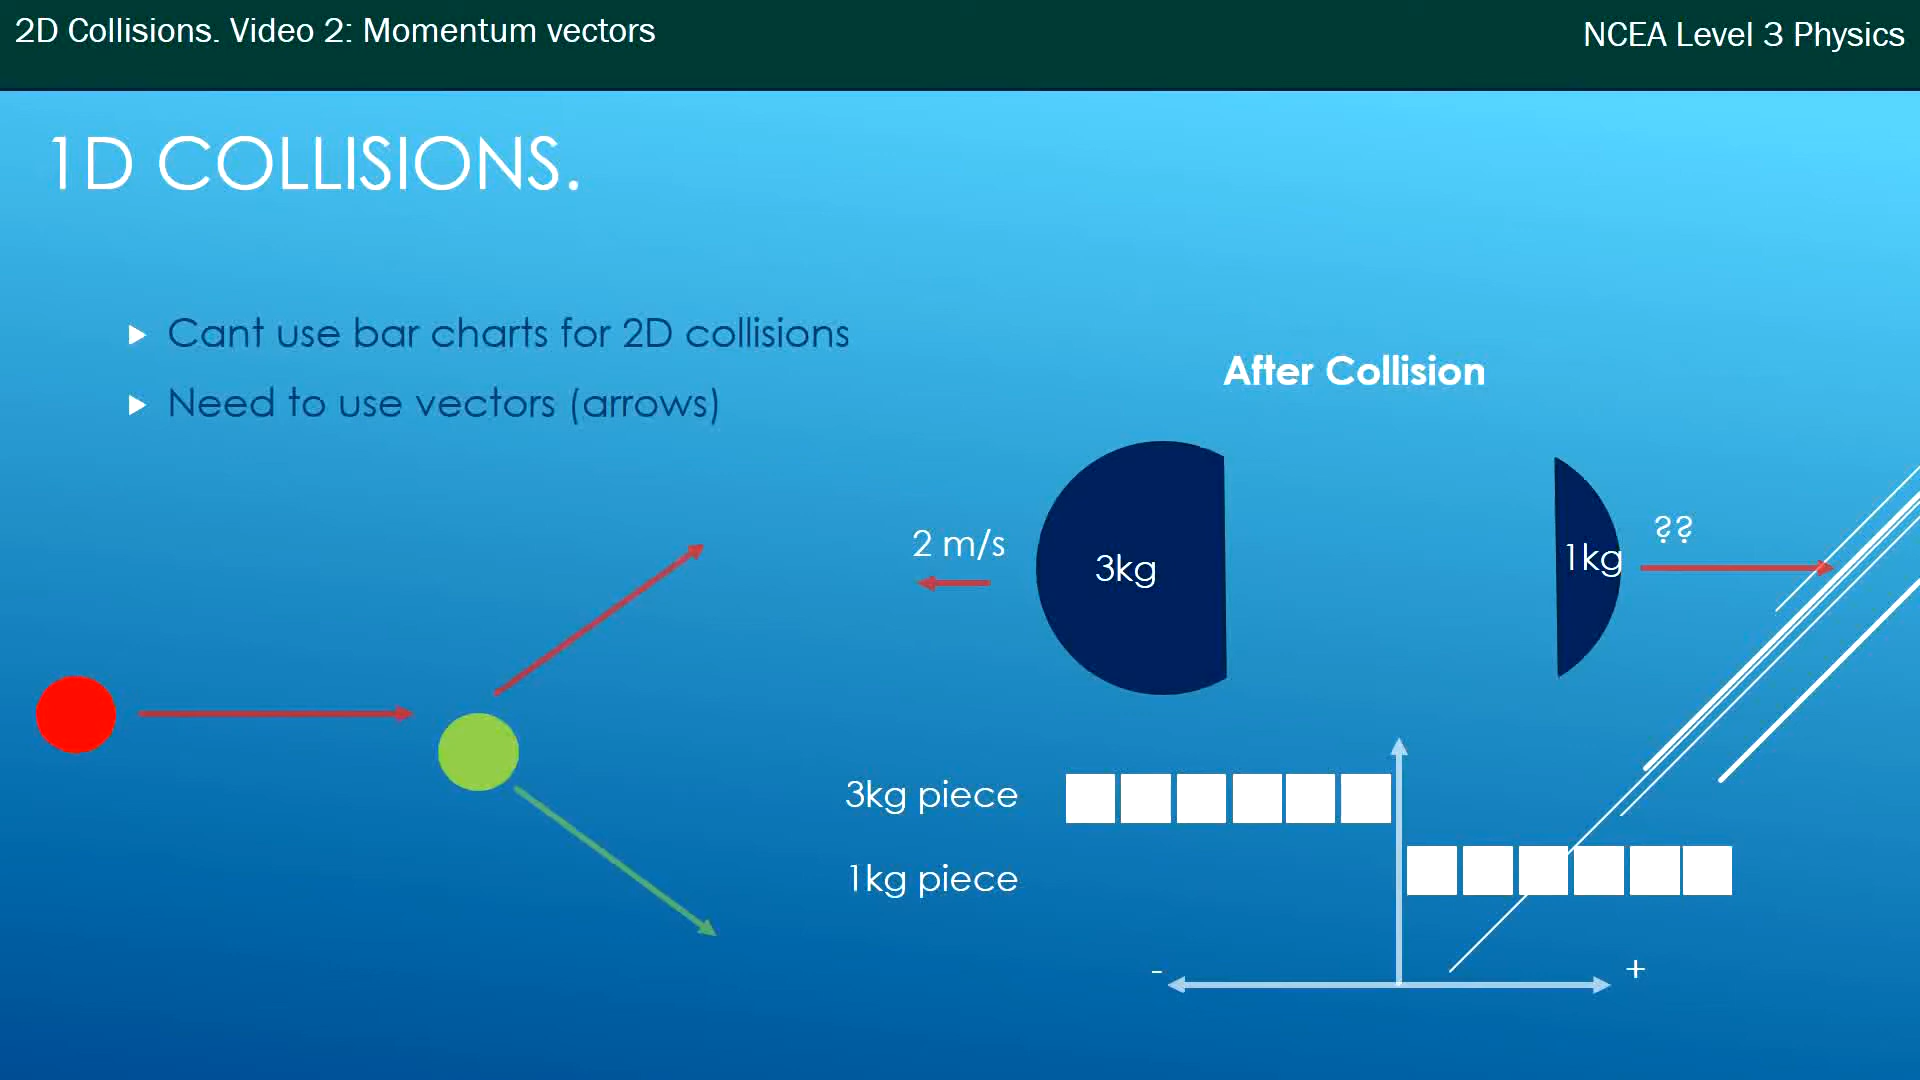 2D Collisions. Video 2: Momentum vectors
NCEA Level 3 Physics
1D COLLISIONS.
Cant use bar charts for 2D collisions
Need to use vectors (arrows)
After Collision
2 m/s
3kg
1kg
??
3kg piece
1kg piece
-
+